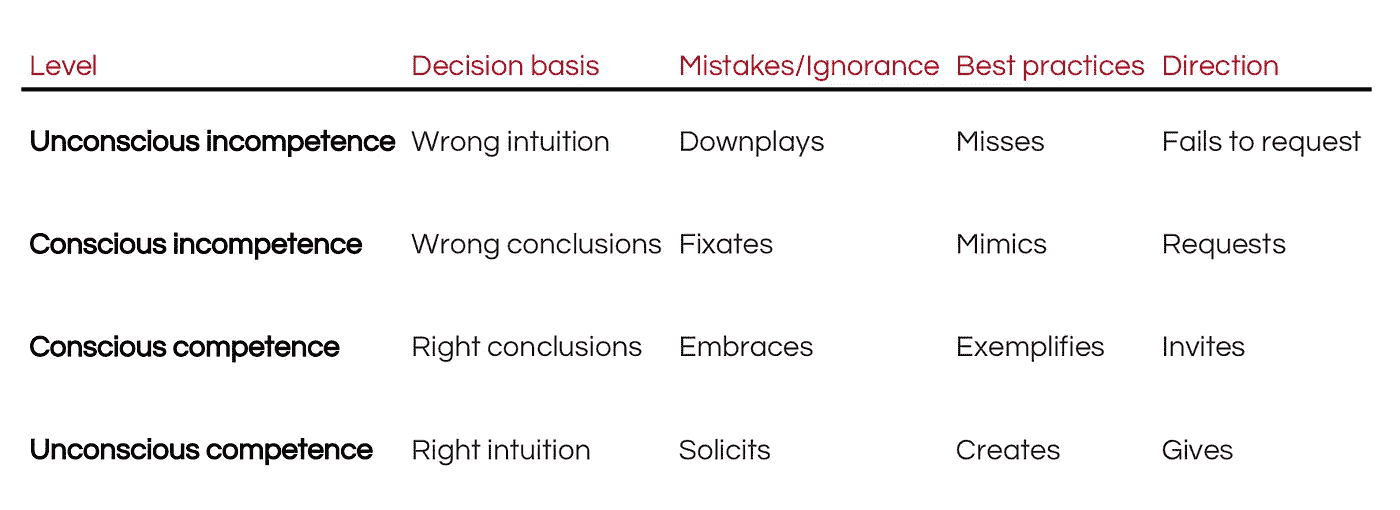 Level Decision basis Mistakes/Ignorance Best practices Direction
Unconscious incompetence Wrong intuition Downplays Misses Fails to request
Conscious incompetence Wrong conclusions Fixates Mimics Requests
Conscious competence Right conclusions Embraces Exemplifies Invites
Unconscious competence Right intuition Solicits Creates Gives